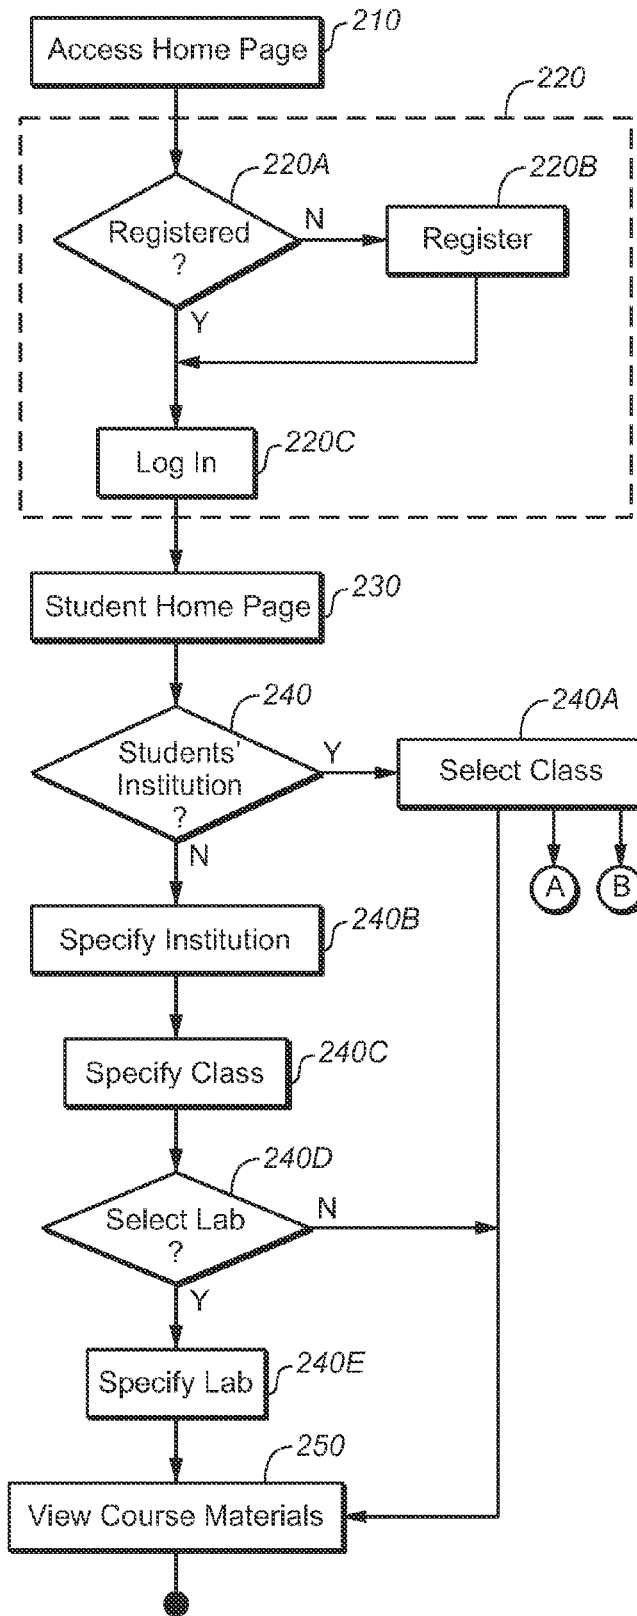 Access Home Page
210
220
220A
220B
Registered
?
N
Register
Y
Log In
220C
Student Home Page
230
240
240A
Students'
Institution
?
Y
Select Class
N
A
B
Specify Institution
240B
Specify Class
240C
240D
Select Lab
?
N
Y
Specify Lab
240E
250
View Course Materials